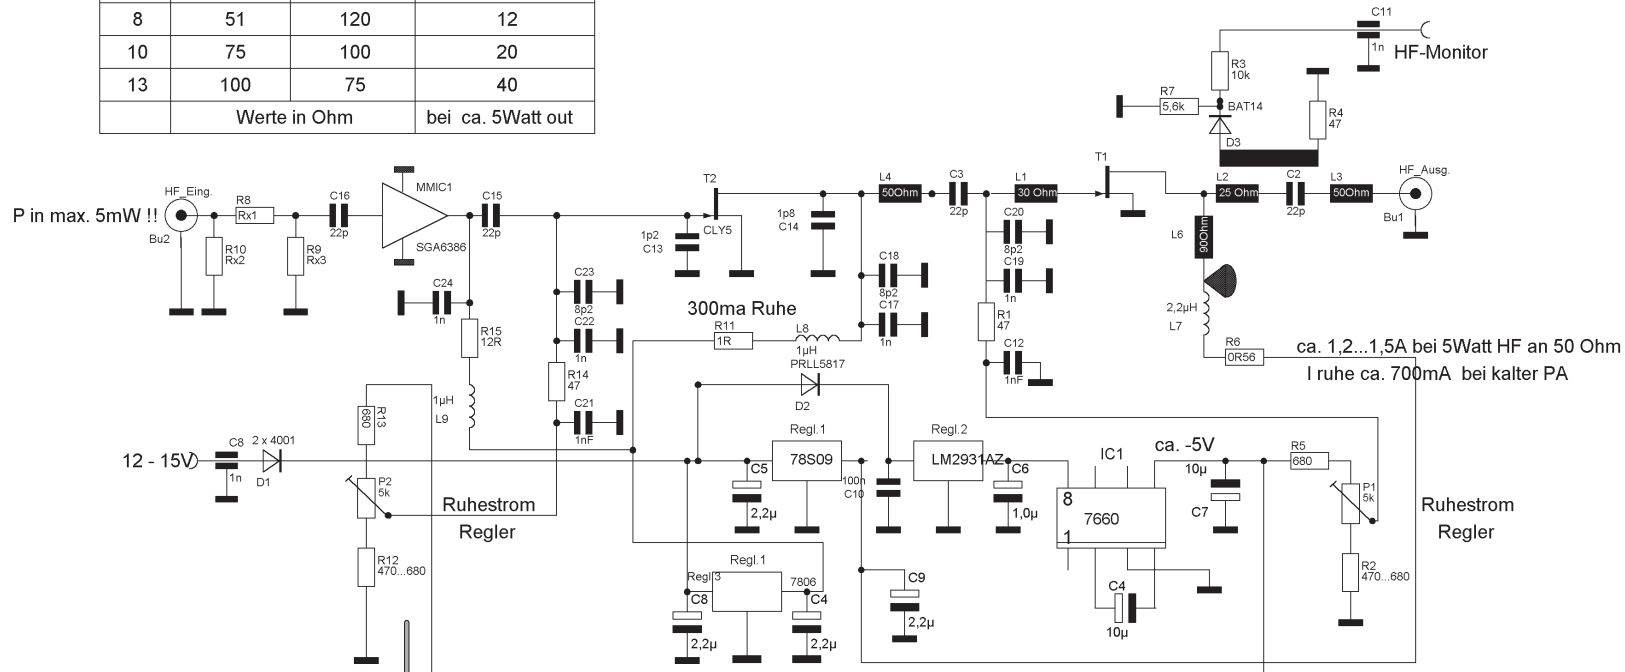 8 51 120 12
10 75 100 20
13 100 75 40
Werte in Ohm bei ca. 5Watt out
C11
1n
HF-Monitor
R3
10k
R7
5,6k
BAT14
D3
R4
47
HF_Eing.
P in max. 5mW !!
Bu2
R8
Rx1
R10
Rx2
R9
Rx3
C16
22p
MMIC1
SGA6386
C15
22p
T2
CLY5
1p2
C13
1p8
C14
L4
50Ohm
C3
22p
L1
30 Ohm
T1
L2
25 Ohm
C2
22p
L3
50Ohm
HF_Ausg.
Bu1
C20
8p2
C19
1n
L6
90Ohm
2,2µH
L7
C24
1n
R15
12R
C23
8p2
C22
1n
C18
8p2
C17
1n
300ma Ruhe
R11
1R
L8
1µH
R1
47
C12
1nF
R6
0R56
ca. 1,2...1,5A bei 5Watt HF an 50 Ohm
I ruhe ca. 700mA bei kalter PA
PRLL5817
D2
R14
47
C21
1nF
1µH
L9
R13
680
12 - 15V
C8
1n
2 x 4001
D1
P2
5k
Ruhestrom
Regler
R12
470...680
C5
2,2µ
Regl.1
78S09
100n
C10
Regl.2
LM2931AZ
C6
1,0µ
IC1
8
7660
1
ca. -5V
10µ
C7
R5
680
P1
5k
Ruhestrom
Regler
R2
470...680
C4
10µ
Regl.1
Regl.3
7806
C8
2,2µ
C4
2,2µ
C9
2,2µ